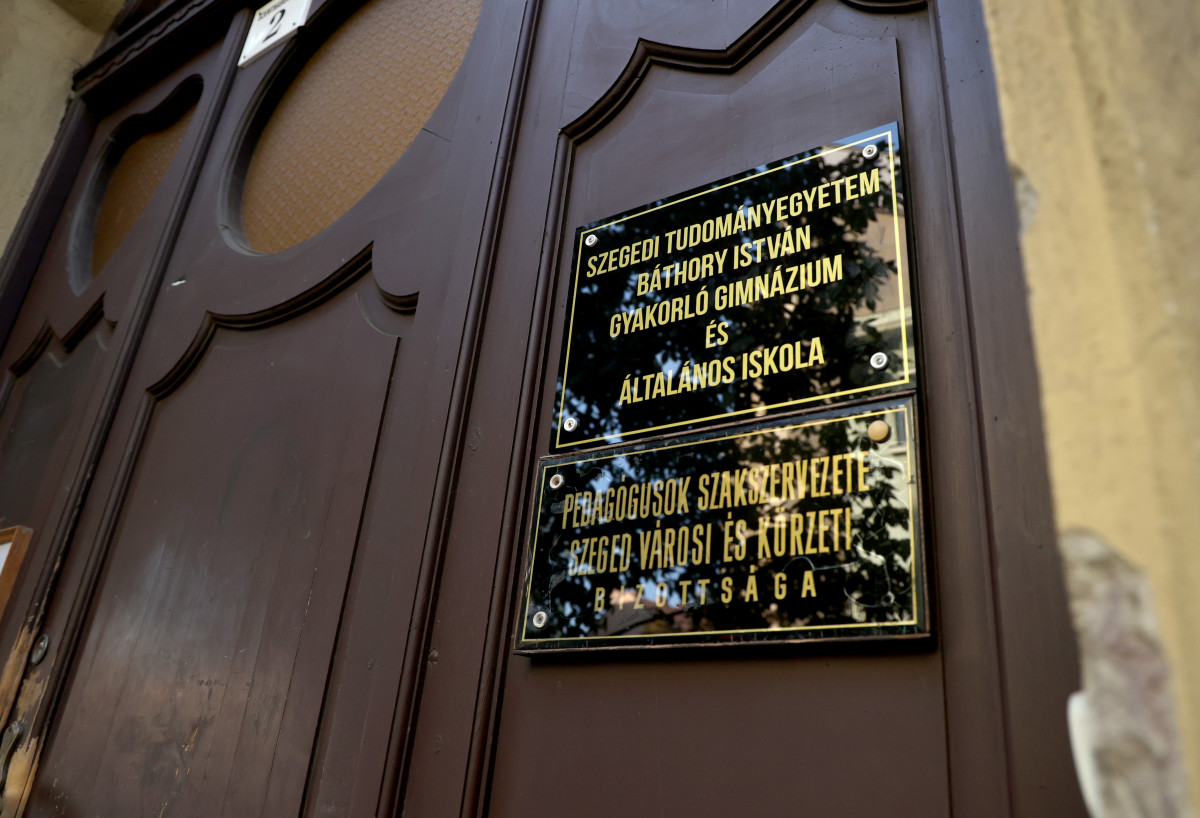 2
SZEGEDI TUDOMÁNYEGYETEM
BÁTHORY ISTVÁN
GYAKORLÓ GIMNÁZIUM
ÉS
ÁLTALÁNOS ISKOLA
PEDAGÓGUSOK SZAKSZERVEZETE
SZEGED VÁROSI ÉS KÖRZETI
BIZOTTSÁGA